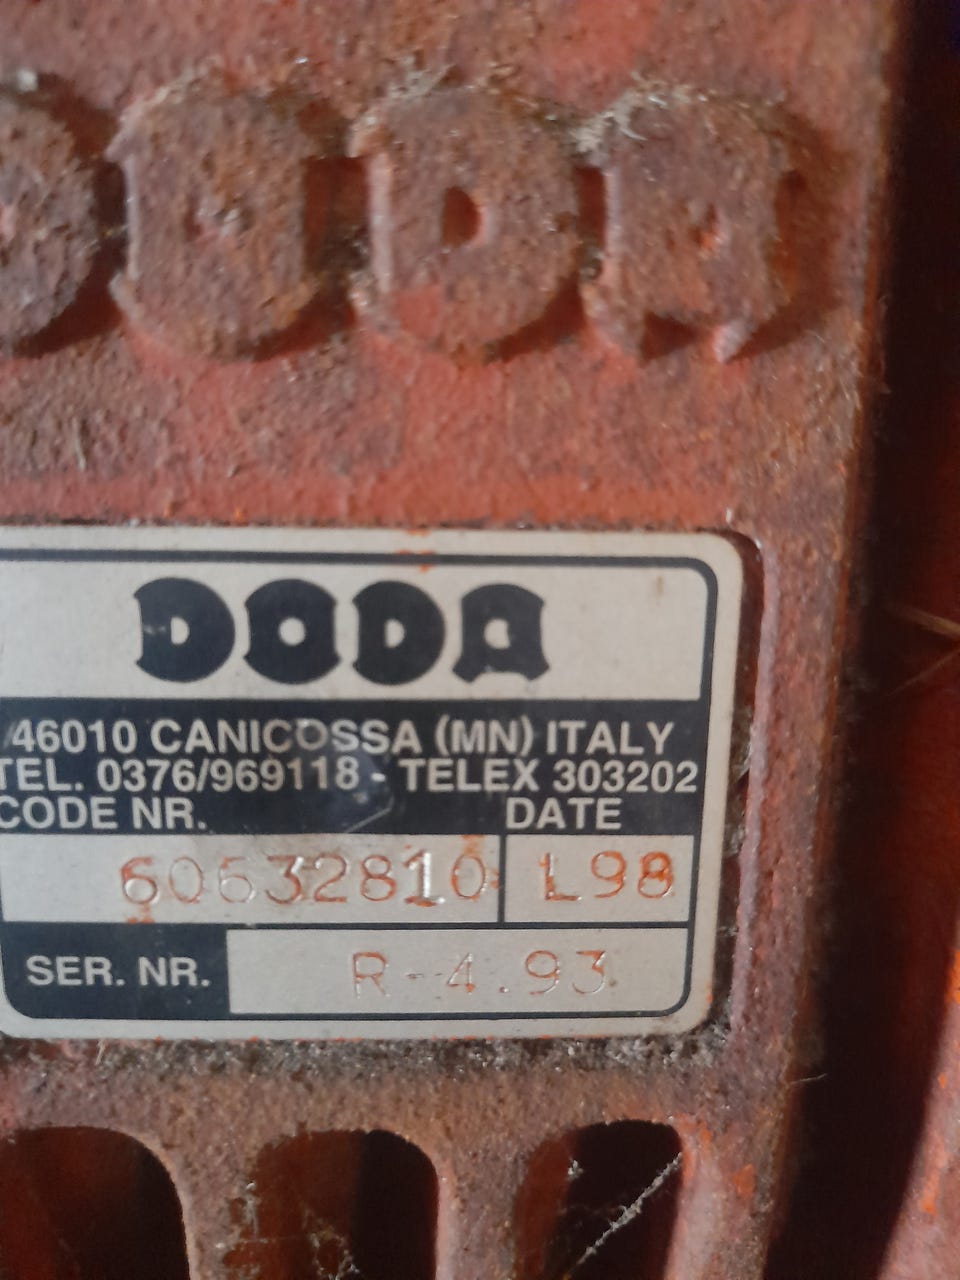 DODA
DODA
46010 CANICOSSA (MN) ITALY
TEL. 0376/969118 - TELEX 303202
CODE NR. DATE
60632810 L98
SER. NR. R-4.93